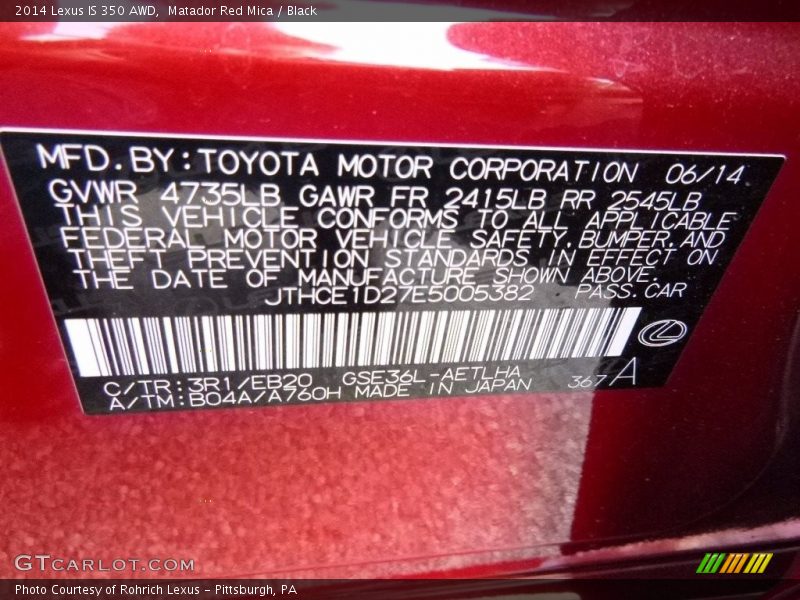 2014 Lexus IS 350 AWD,  Matador Red Mica / Black
MFD.BY:TOYOTA MOTOR CORPORATION 06/14
GVWR 4735LB GAWR FR 2415LB RR 2545LB
THIS VEHICLE CONFORMS TO ALL APPLICABLE
FEDERAL MOTOR VEHICLE SAFETY,BUMPER,AND
THEFT PREVENTION STANDARDS IN EFFECT ON
THE DATE OF MANUFACTURE SHOWN ABOVE.
JTHCE1D27E5005382 PASS.CAR
C/TR:3R1/EB20 GSE36L-AETLHA
A/TM:B04A/A760H MADE IN JAPAN 367A
GTCARLOT.COM
Photo Courtesy of Rohrich Lexus - Pittsburgh, PA